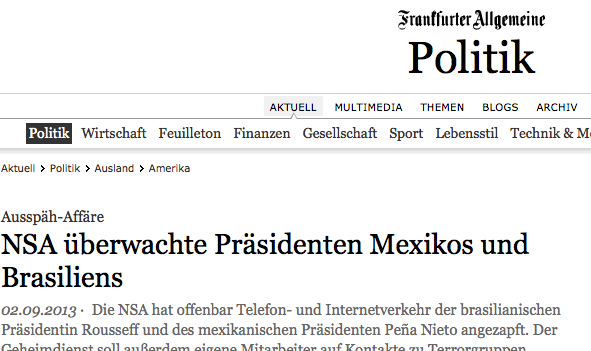 Frankfurter Allgemeine
Politik
AKTUELL MULTIMEDIA THEMEN BLOGS ARCHIV
Politik Wirtschaft Feuilleton Finanzen Gesellschaft Sport Lebensstil Technik & M
Aktuell > Politik > Ausland > Amerika
Ausspäh-Affäre
NSA überwachte Präsidenten Mexikos und
Brasiliens
02.09.2013 · Die NSA hat offenbar Telefon- und Internetverkehr der brasilianischen
Präsidentin Rousseff und des mexikanischen Präsidenten Peña Nieto angezapft. Der
Geheimdienst soll außerdem eigene Mitarbeiter auf Kontakte zu Terrorgruppen